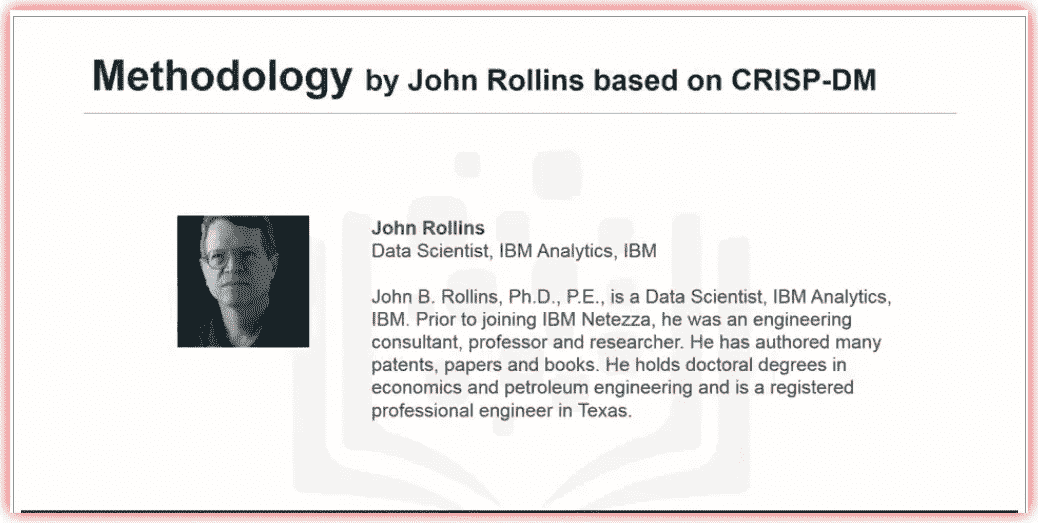 Methodology by John Rollins based on CRISP-DM
John Rollins
Data Scientist, IBM Analytics, IBM
John B. Rollins, Ph.D., P.E., is a Data Scientist, IBM Analytics,
IBM. Prior to joining IBM Netezza, he was an engineering
consultant, professor and researcher. He has authored many
patents, papers and books. He holds doctoral degrees in
economics and petroleum engineering and is a registered
professional engineer in Texas.